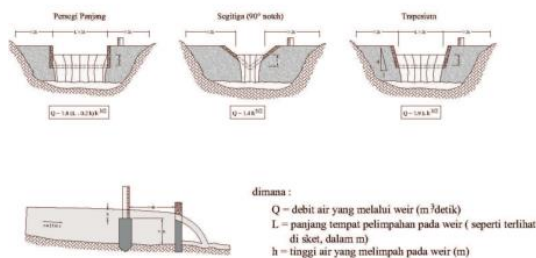 Persegi Panjang
Segitiga (90° notch)
Trapesium
Q = 1.8 (L - 0.2h) h^3/2
Q = 1.4 h^5/2
Q = 1.9 L h^3/2
dimana :
Q = debit air yang melalui weir (m³/detik)
L = panjang tempat pelimpahan pada weir ( seperti terlihat
di sket, dalam m)
h = tinggi air yang melimpah pada weir (m)